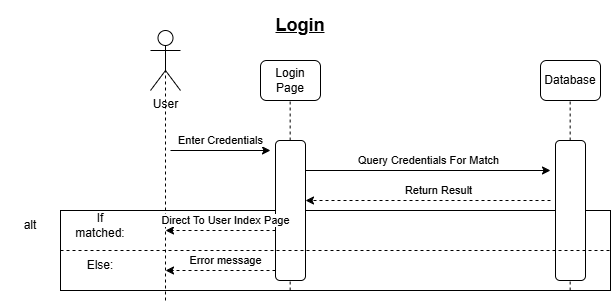 Login
User
Login
Page
Database
Enter Credentials
Query Credentials For Match
Return Result
alt
If
matched:
Direct To User Index Page
Else:
Error message